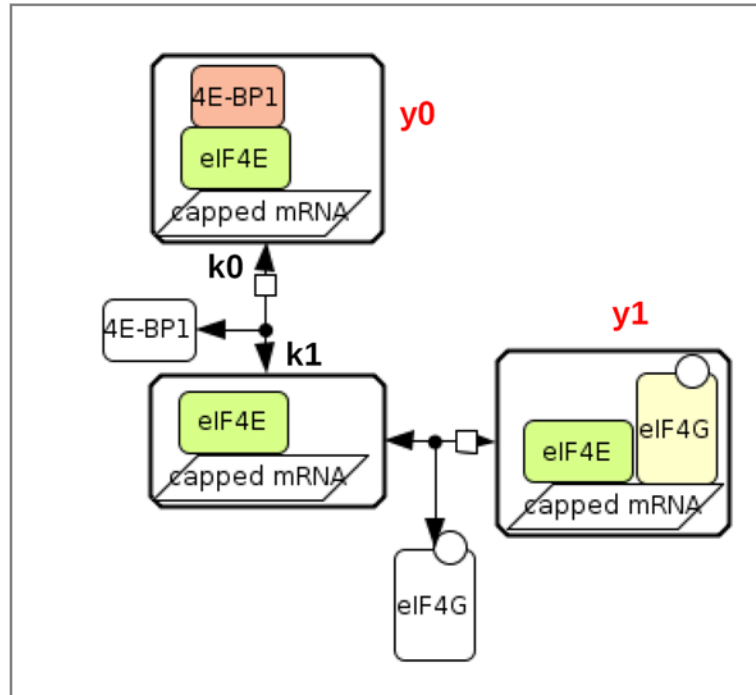 4E-BP1
y0
eIF4E
capped mRNA
k0
4E-BP1
k1
y1
eIF4E
capped mRNA
eIF4G
eIF4E
capped mRNA
eIF4G